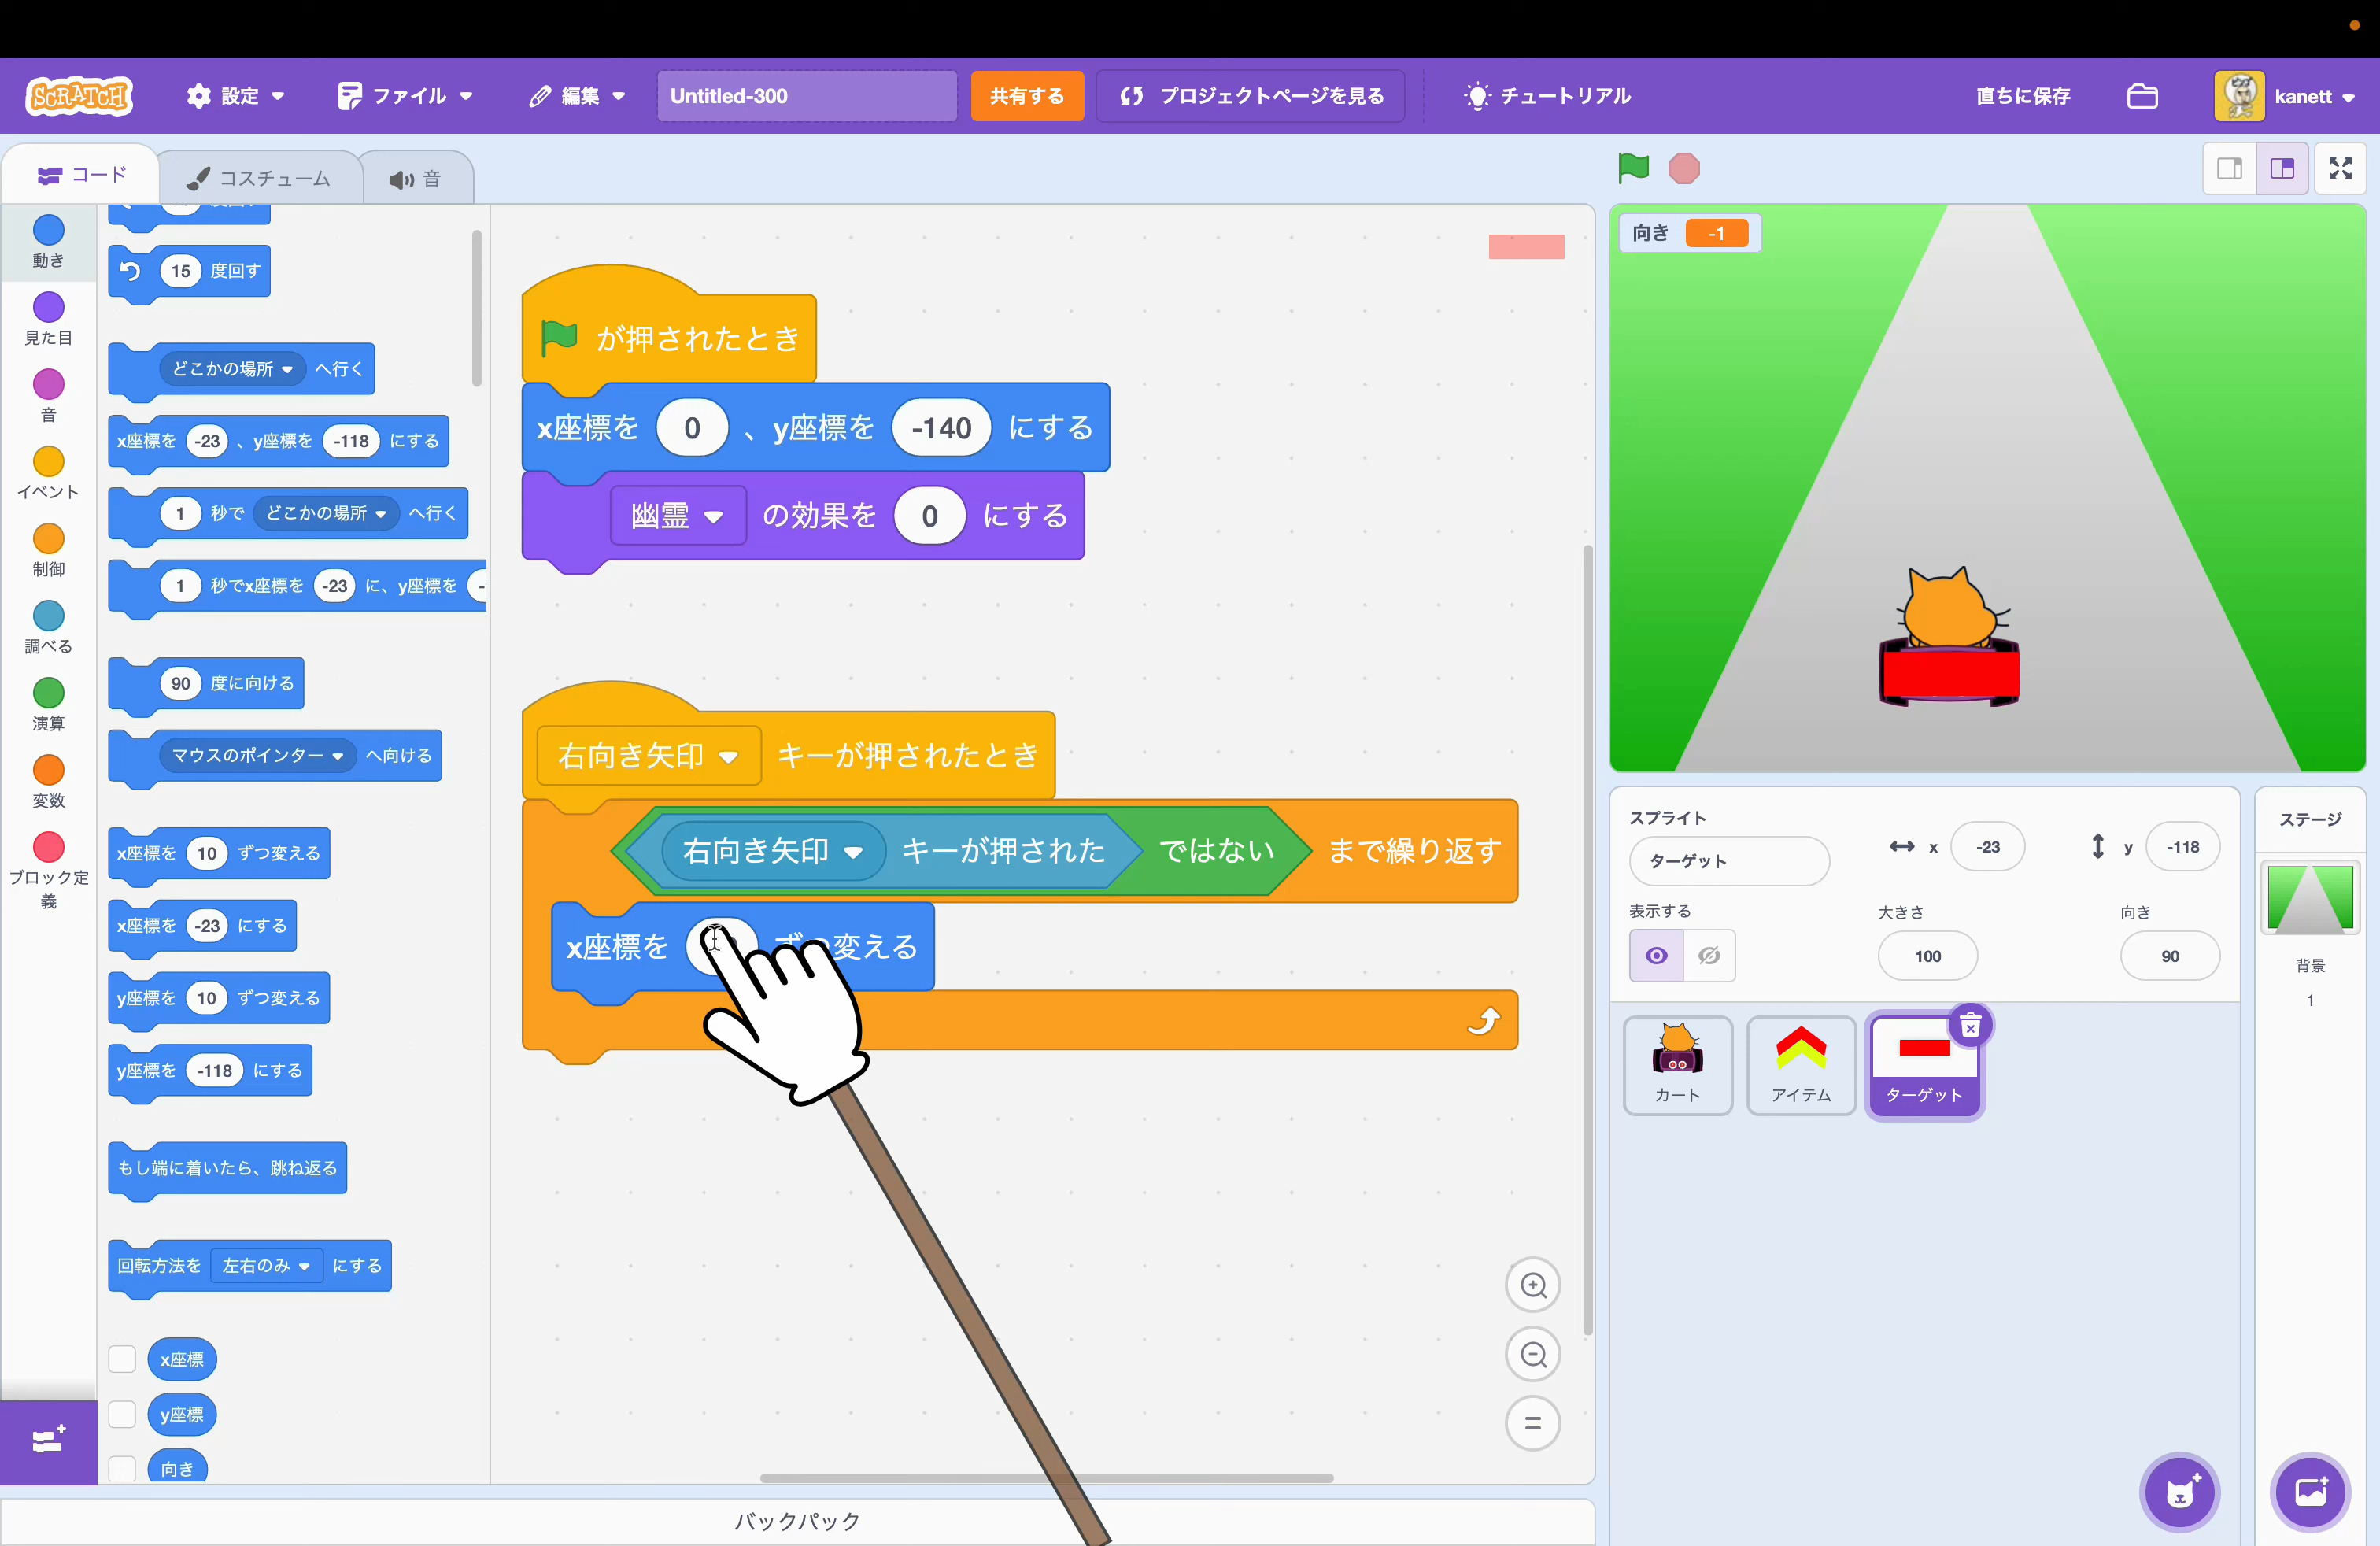 SCRATCH
設定
ファイル
編集
Untitled-300
共有する
プロジェクトページを見る
チュートリアル
直ちに保存
kanett
コード
コスチューム
音
動き
見た目
音
イベント
制御
調べる
演算
変数
ブロック定
義
15 度回す
どこかの場所 へ行く
x座標を -23 、y座標を -118 にする
1 秒で どこかの場所 へ行く
1 秒でx座標を -23 に、y座標を
90 度に向ける
マウスのポインター へ向ける
x座標を 10 ずつ変える
x座標を -23 にする
y座標を 10 ずつ変える
y座標を -118 にする
もし端に着いたら、跳ね返る
回転方法を 左右のみ にする
x座標
y座標
向き
が押されたとき
x座標を 0 、y座標を -140 にする
幽霊 の効果を 0 にする
右向き矢印 キーが押されたとき
右向き矢印 キーが押された ではない まで繰り返す
x座標を ずつ変える
バックパック
向き -1
スプライト
ターゲット
x -23
y -118
表示する
大きさ
100
向き
90
カート
アイテム
ターゲット
ステージ
背景
1